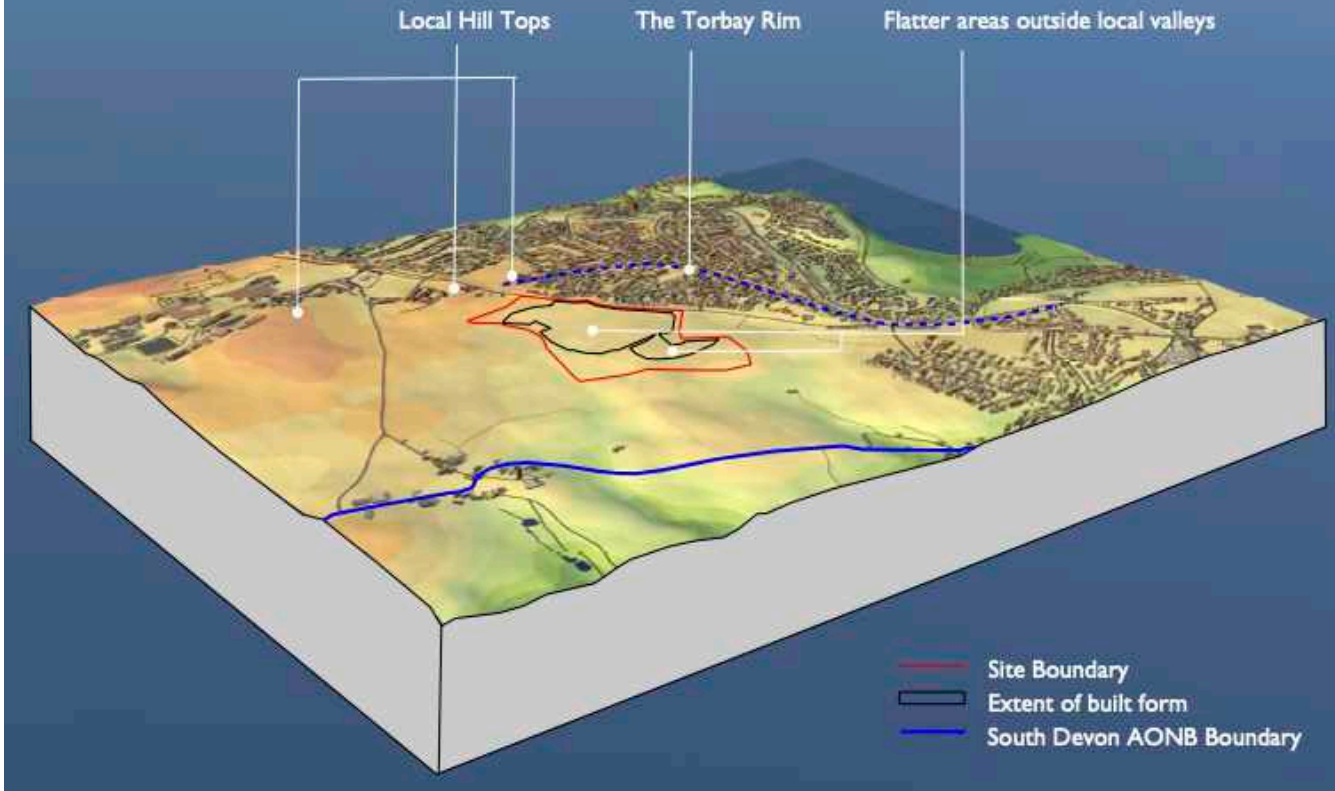 Local Hill Tops
The Torbay Rim
Flatter areas outside local valleys
Site Boundary
Extent of built form
South Devon AONB Boundary